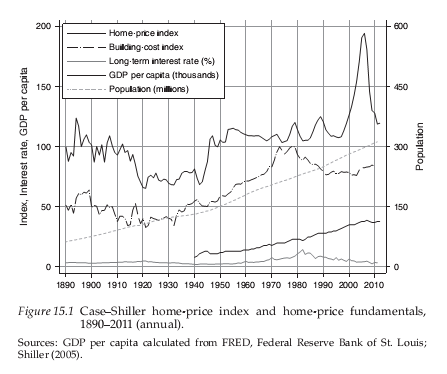 200
150
100
50
0
600
450
300
150
0
Index, Interest rate, GDP per capita
Population
Home-price index
Building-cost index
Long-term interest rate (%)
GDP per capita (thousands)
Population (millions)
1890 1900 1910 1920 1930 1940 1950 1960 1970 1980 1990 2000 2010
Figure 15.1 Case–Shiller home-price index and home-price fundamentals,
1890–2011 (annual).
Sources: GDP per capita calculated from FRED, Federal Reserve Bank of St. Louis;
Shiller (2005).